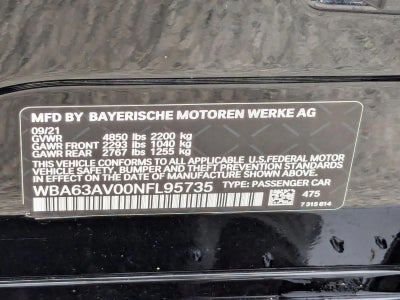 MFD BY BAYERISCHE MOTOREN WERKE AG
09/21
GVWR 4850 lbs 2200 kg
GAWR FRONT 2293 lbs 1040 kg
GAWR REAR 2767 lbs 1255 kg
THIS VEHICLE CONFORMS TO ALL APPLICABLE U.S. FEDERAL MOTOR
VEHICLE SAFETY, BUMPER AND THEFT PREVENTION STANDARDS
IN EFFECT ON THE DATE OF MANUFACTURE SHOWN ABOVE.
WBA63AV00NFL95735 TYPE: PASSENGER CAR
475
7 315 814